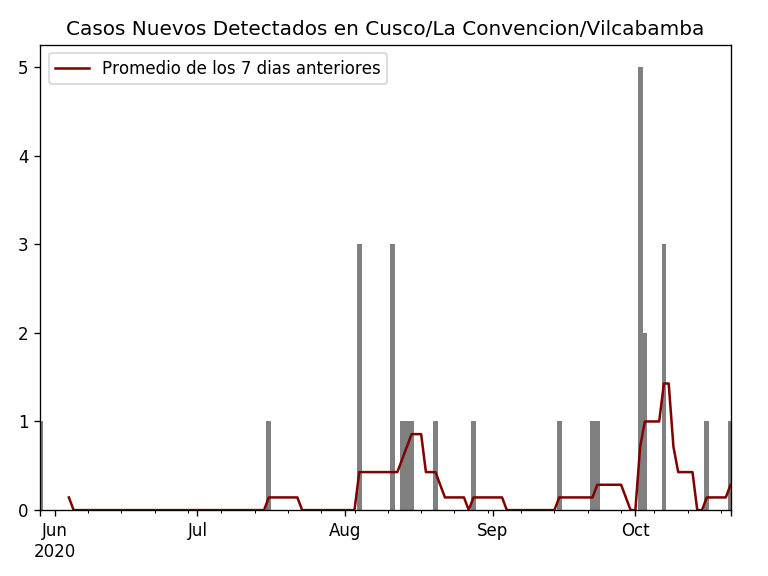 Casos Nuevos Detectados en Cusco/La Convencion/Vilcabamba
Promedio de los 7 dias anteriores
5
4
3
2
1
0
Jun Jul Aug Sep Oct
2020